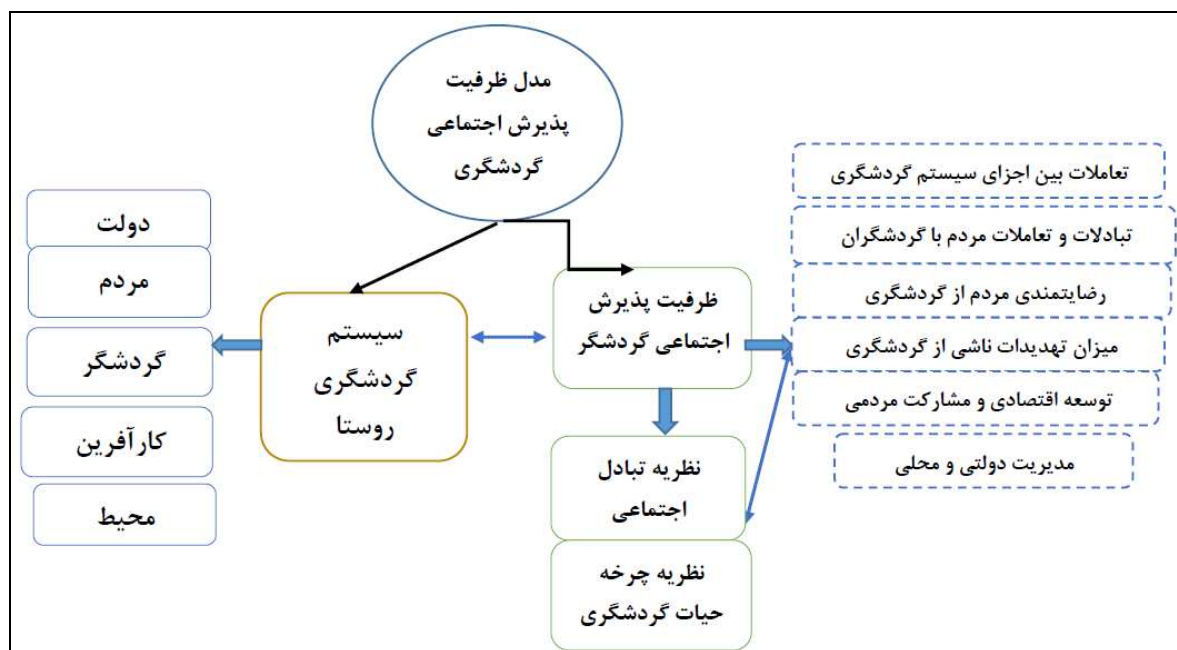 مدل ظرفیت
پذیرش اجتماعی
گردشگری
تعاملات بین اجزای سیستم گردشگری
تبادلات و تعاملات مردم با گردشگران
رضایتمندی مردم از گردشگری
میزان تهدیدات ناشی از گردشگری
توسعه اقتصادی و مشارکت مردمی
مدیریت دولتی و محلی
ظرفیت پذیرش
اجتماعی گردشگر
نظریه تبادل
اجتماعی
نظریه چرخه
حیات گردشگری
سیستم
گردشگری
روستا
دولت
مردم
گردشگر
کارآفرین
محیط